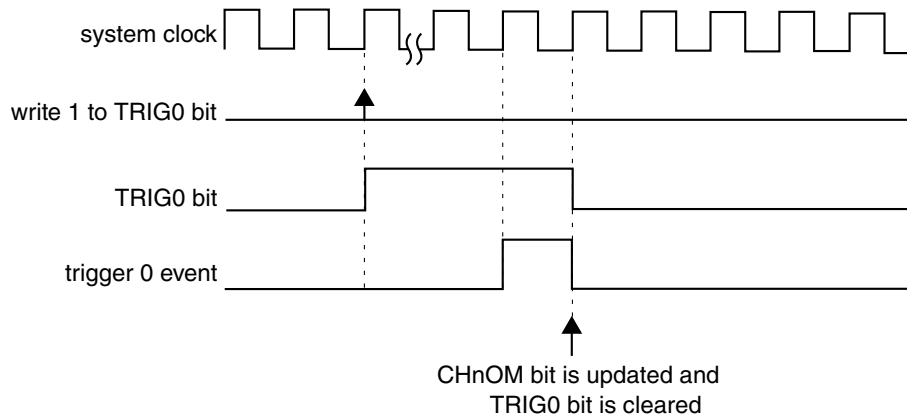 system clock
write 1 to TRIG0 bit
TRIG0 bit
trigger 0 event
CHnOM bit is updated and
TRIG0 bit is cleared